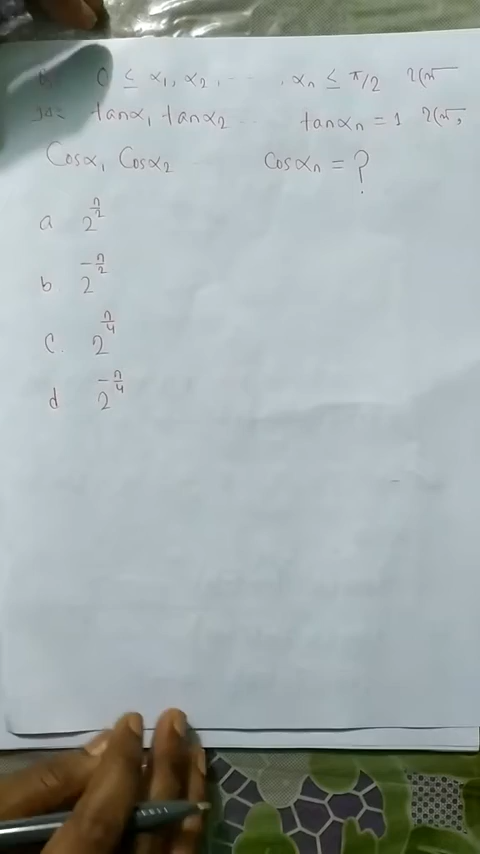 0 ≤ α₁, α₂, ... , αₙ ≤ π/2
tanα₁ tanα₂ ... tanαₙ = 1
Cosα₁ Cosα₂ Cosαₙ = ?
a 2^(n/2)
b 2^(-n/2)
c. 2^(n/4)
d 2^(-n/4)